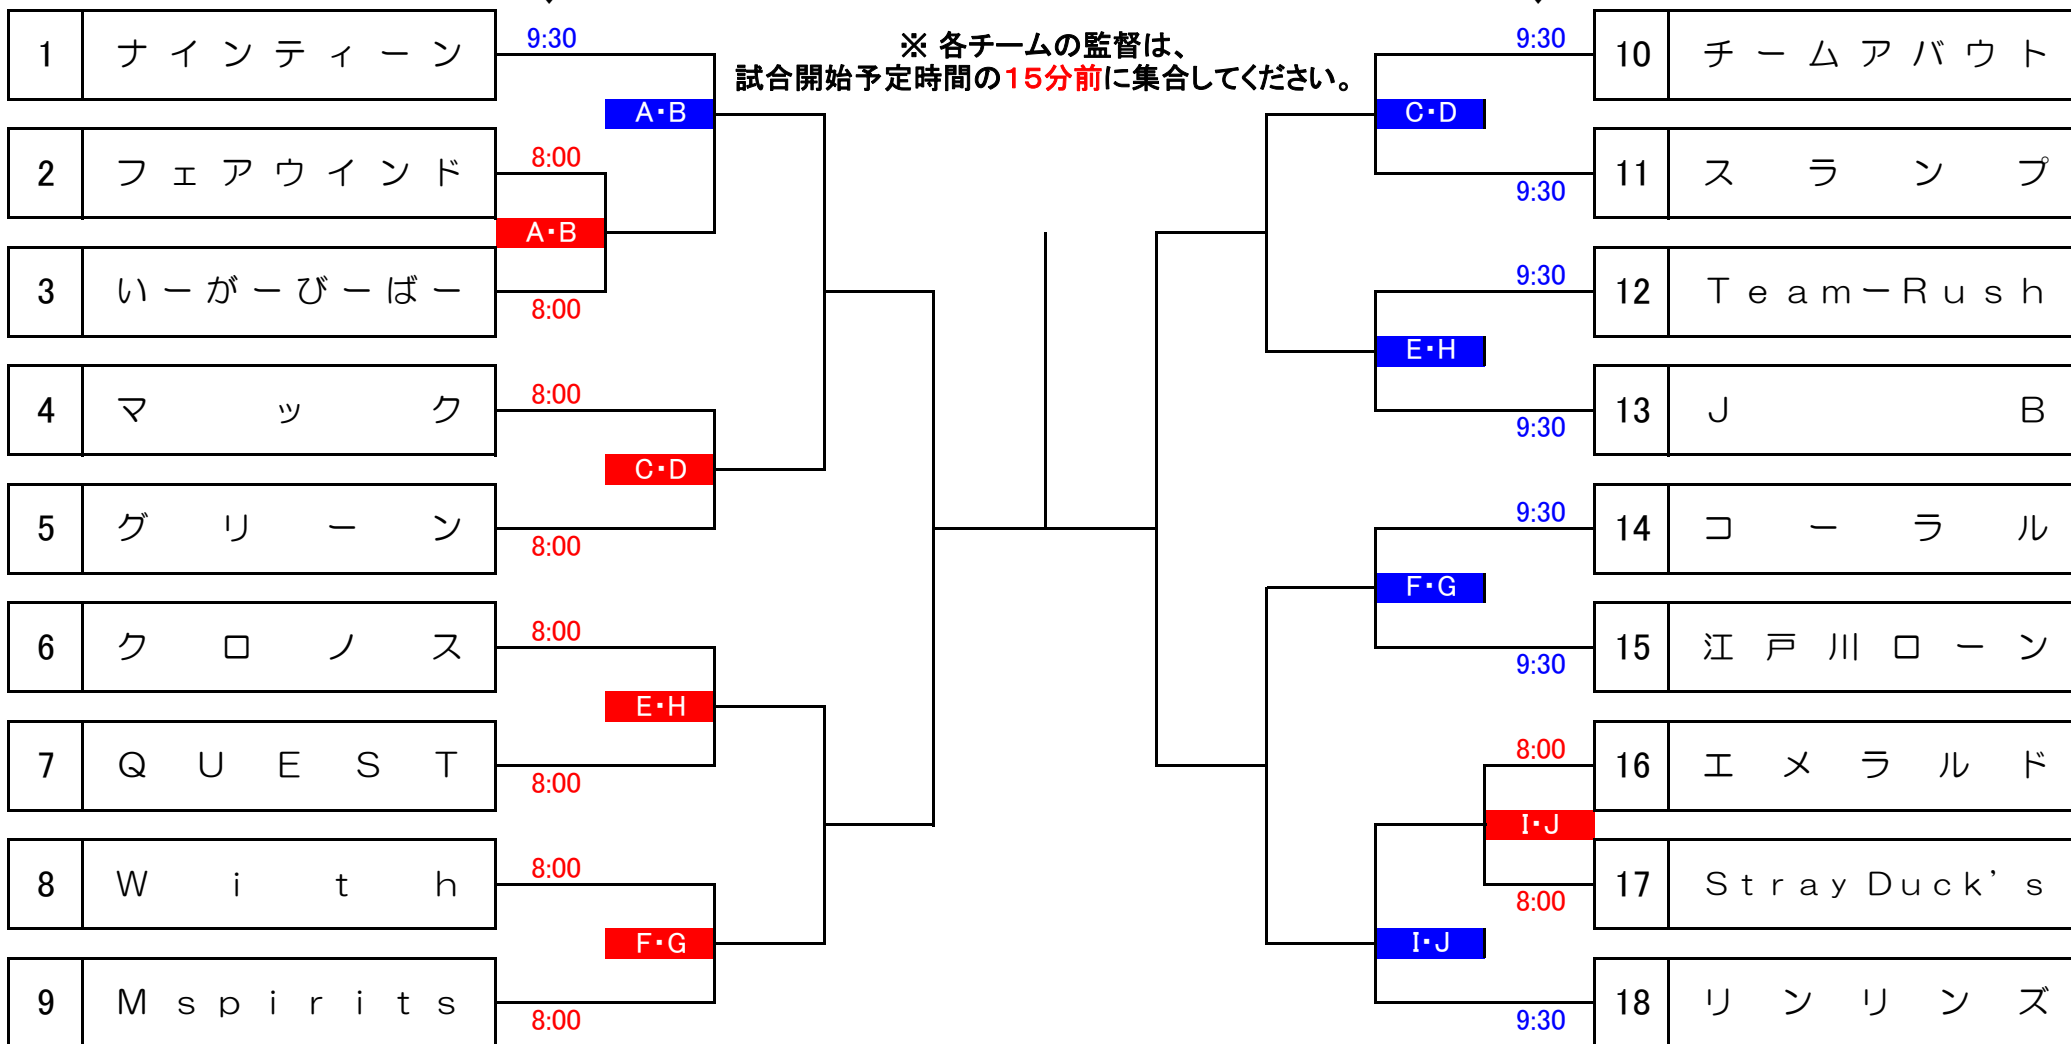 ※ 各チームの監督は、
試合開始予定時間の15分前に集合してください。
1 ナインティーン 9:30
A・B
2 フェアウインド 8:00
A・B
3 いーがーびーばー 8:00
4 マック 8:00
C・D
5 グリーン 8:00
6 クロノス 8:00
E・H
7 QUEST 8:00
8 With 8:00
F・G
9 Mspirits 8:00
9:30 10 チームアバウト
C・D
9:30 11 スランプ
9:30 12 Team－Rush
E・H
9:30 13 JB
9:30 14 コーラル
F・G
9:30 15 江戸川ローン
8:00 16 エメラルド
I・J
8:00 17 StrayDuck's
I・J
9:30 18 リンリンズ